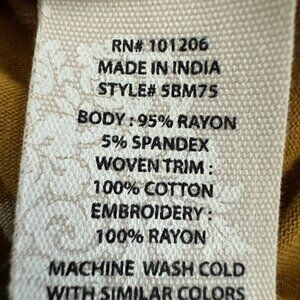 RN# 101206
MADE IN INDIA
STYLE# 5BM75
BODY : 95% RAYON
5% SPANDEX
WOVEN TRIM :
100% COTTON
EMBROIDERY :
100% RAYON
MACHINE WASH COLD
WITH SIMILAR COLORS